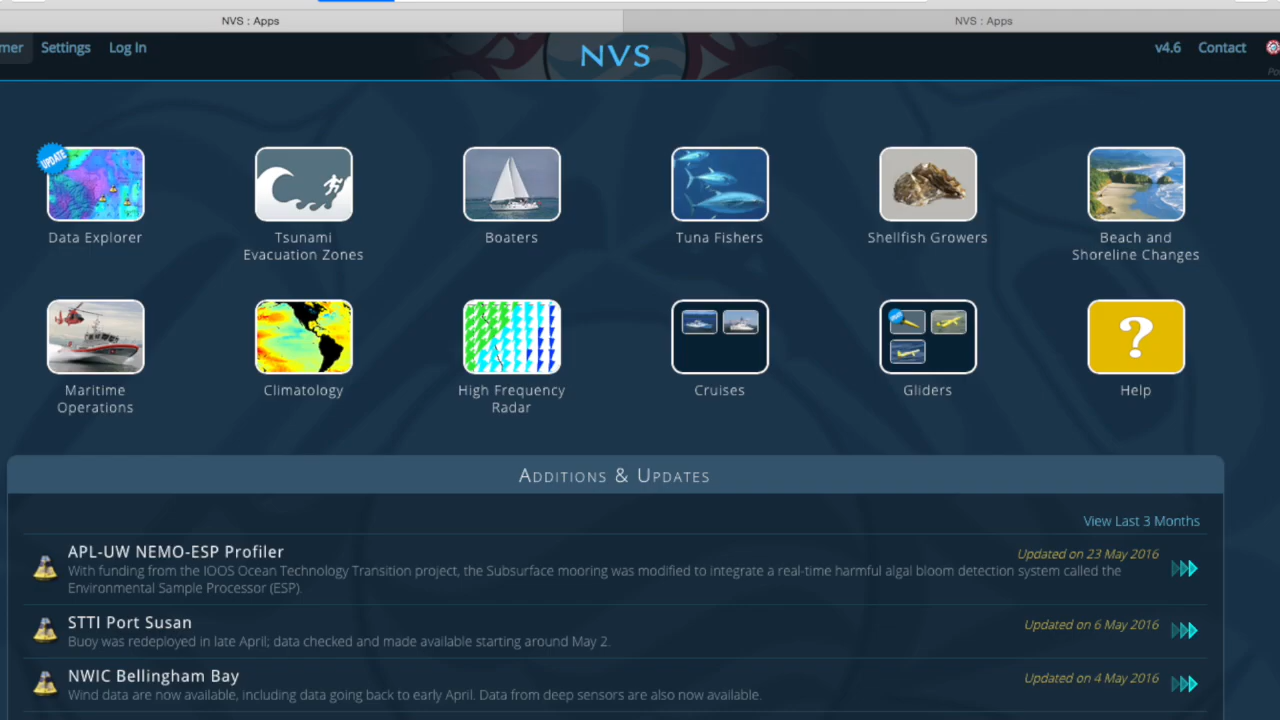 NVS : Apps
NVS : Apps
mer Settings Log In
NVS
v4.6 Contact
UPDATE
Data Explorer
Tsunami
Evacuation Zones
Boaters
Tuna Fishers
Shellfish Growers
Beach and
Shoreline Changes
Maritime
Operations
Climatology
High Frequency
Radar
Cruises
Gliders
?
Help
Additions & Updates
View Last 3 Months
APL-UW NEMO-ESP Profiler
Updated on 23 May 2016
With funding from the IOOS Ocean Technology Transition project, the Subsurface mooring was modified to integrate a real-time harmful algal bloom detection system called the
Environmental Sample Processor (ESP).
STTI Port Susan
Updated on 6 May 2016
Buoy was redeployed in late April; data checked and made available starting around May 2.
NWIC Bellingham Bay
Updated on 4 May 2016
Wind data are now available, including data going back to early April. Data from deep sensors are also now available.